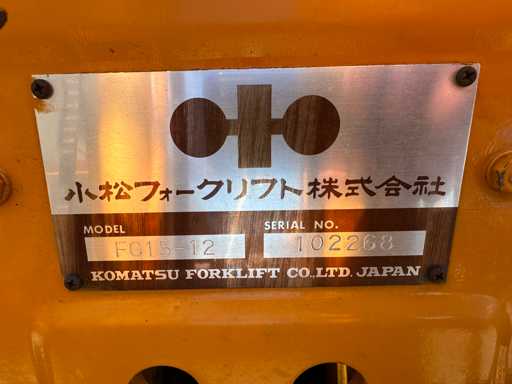 小松フォークリフト株式会社
MODEL SERIAL NO.
FG15-12 102268
KOMATSU FORKLIFT CO.LTD. JAPAN